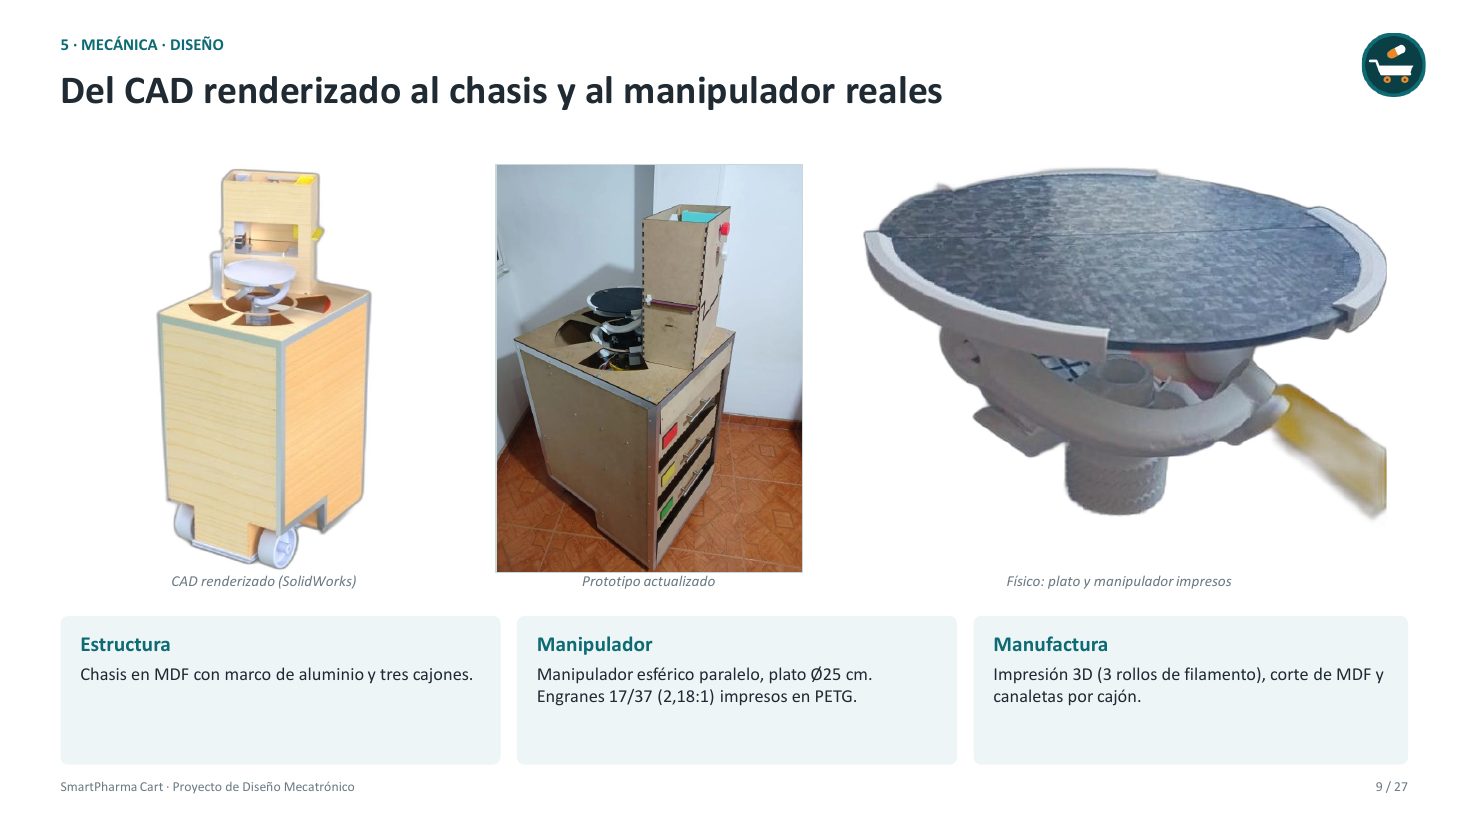 5 · MECÁNICA · DISEÑO
Del CAD renderizado al chasis y al manipulador reales
CAD renderizado (SolidWorks)
Prototipo actualizado
Físico: plato y manipulador impresos
Estructura
Chasis en MDF con marco de aluminio y tres cajones.
Manipulador
Manipulador esférico paralelo, plato Ø25 cm.
Engranes 17/37 (2,18:1) impresos en PETG.
Manufactura
Impresión 3D (3 rollos de filamento), corte de MDF y
canaletas por cajón.
SmartPharma Cart · Proyecto de Diseño Mecatrónico
9 / 27